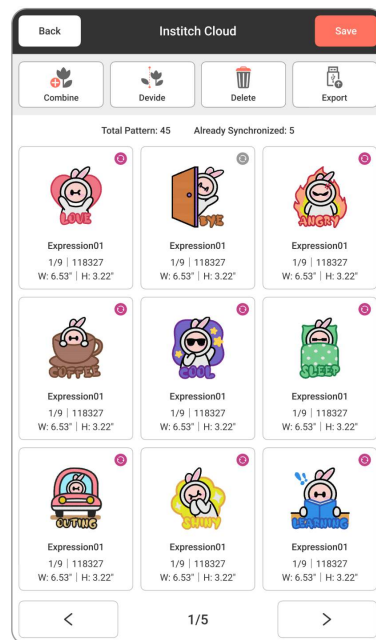 Back Institch Cloud Save
Combine Devide Delete Export
Total Pattern: 45 Already Synchronized: 5
LOVE BYE ANGRY
Expression01 Expression01 Expression01
1/9 | 118327 1/9 | 118327 1/9 | 118327
W: 6.53" | H: 3.22" W: 6.53" | H: 3.22" W: 6.53" | H: 3.22"
COFFEE COOL SLEEP
Expression01 Expression01 Expression01
1/9 | 118327 1/9 | 118327 1/9 | 118327
W: 6.53" | H: 3.22" W: 6.53" | H: 3.22" W: 6.53" | H: 3.22"
OUTING SHINY LEARNING
Expression01 Expression01 Expression01
1/9 | 118327 1/9 | 118327 1/9 | 118327
W: 6.53" | H: 3.22" W: 6.53" | H: 3.22" W: 6.53" | H: 3.22"
< 1/5 >